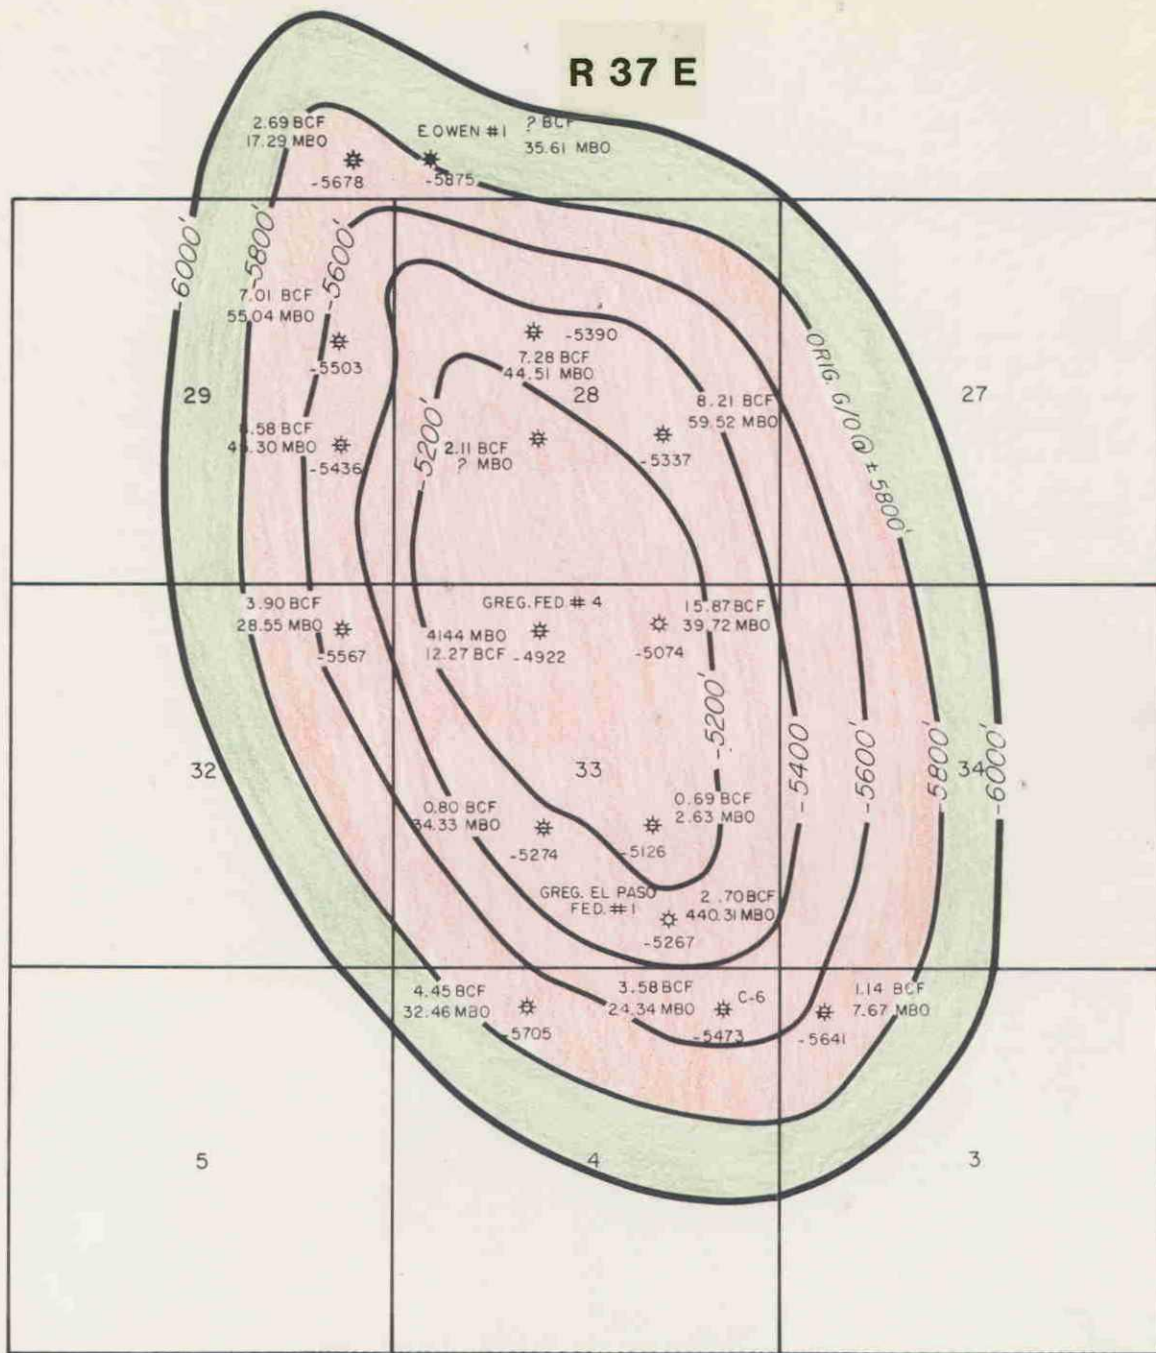 R 37 E
2.69 BCF
17.29 MBO
-5678
E. OWEN #1
? BCF
35.61 MBO
-5875
-6000'
-5800'
-5600'
7.01 BCF
55.04 MBO
-5503
-5390
7.28 BCF
44.51 MBO
28
29
27
ORIG. G/O @ ± 5800'
8.21 BCF
59.52 MBO
-5337
.58 BCF
.30 MBO
-5436
-5200'
2.11 BCF
? MBO
3.90 BCF
28.55 MBO
-5567
GREG. FED. # 4
4144 MBO
12.27 BCF
-4922
15.87 BCF
39.72 MBO
-5074
-5200'
-5400'
-5600'
-5800'
-6000'
32
33
34
0.80 BCF
34.33 MBO
-5274
0.69 BCF
2.63 MBO
-5126
GREG. EL PASO
FED. #1
2 .70 BCF
440.31 MBO
-5267
4.45 BCF
32.46 MBO
-5705
3.58 BCF
24.34 MBO
C-6
-5473
1.14 BCF
7.67 MBO
-5641
5
4
3